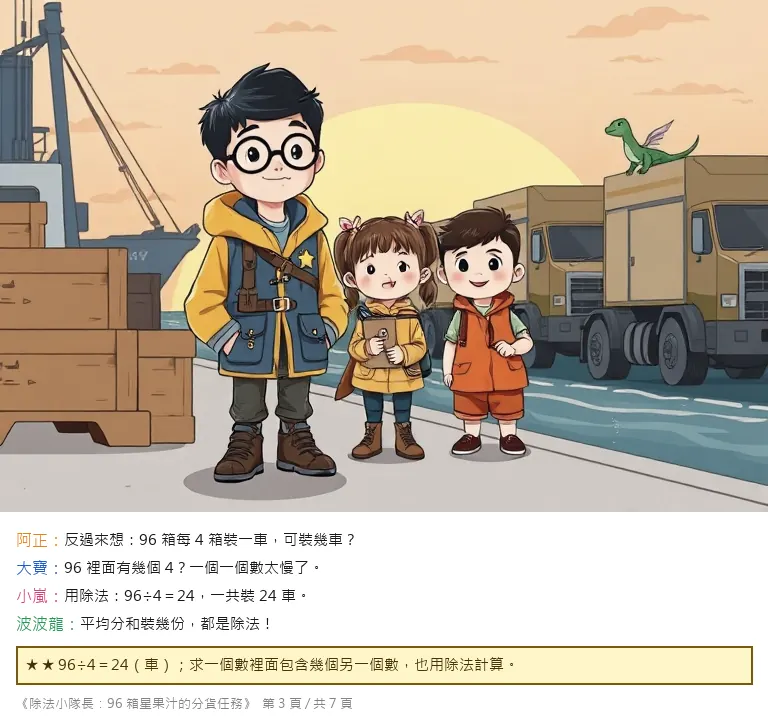 阿正：反過來想：96 箱每 4 箱裝一車，可裝幾車？
大寶：96 裡面有幾個 4？一個一個數太慢了。
小嵐：用除法：96÷4＝24，一共裝 24 車。
波波龍：平均分和裝幾份，都是除法！
★★96÷4＝24（車）；求一個數裡面包含幾個另一個數，也用除法計算。
《除法小隊長：96 箱星果汁的分貨任務》 第 3 頁 / 共 7 頁